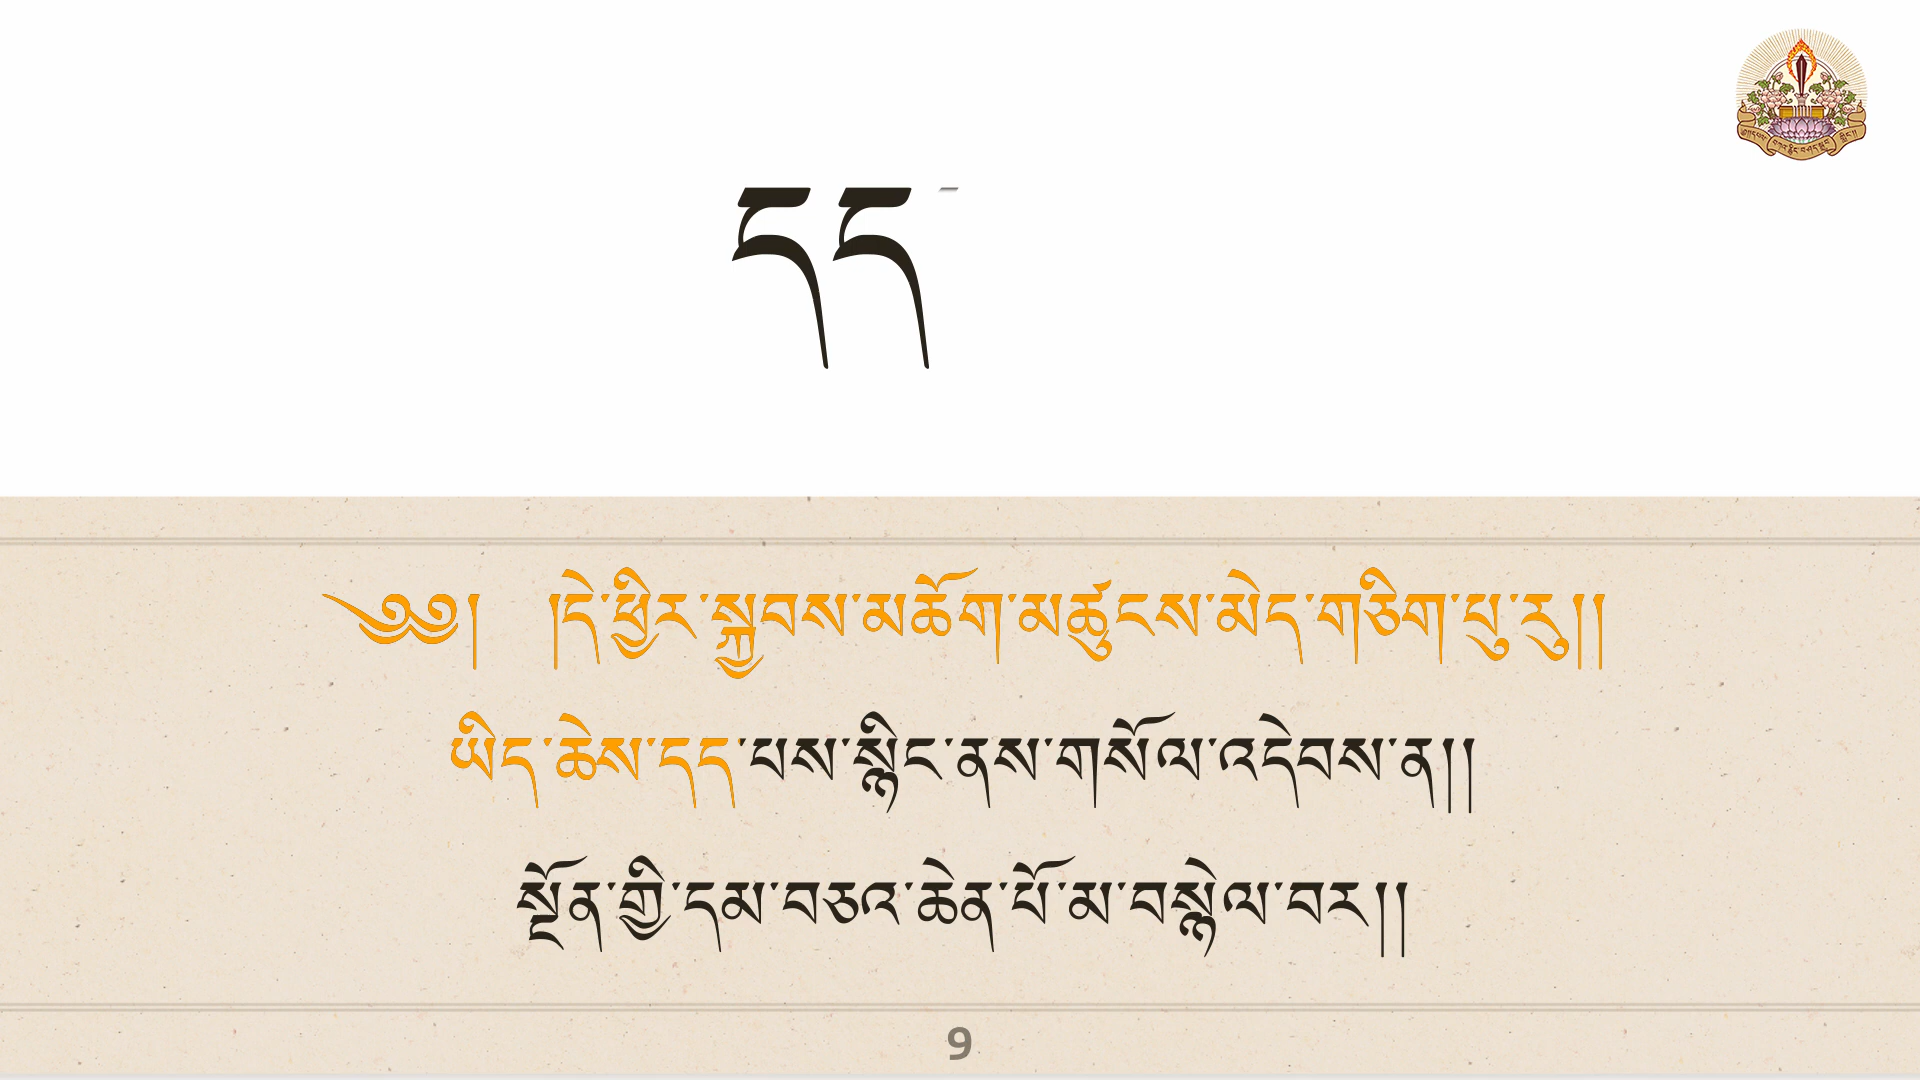 དད
༄༅། །དེ་ཕྱིར་སྐྱབས་མཆོག་མཚུངས་མེད་གཅིག་པུ་རུ།།
ཡིད་ཆེས་དད་པས་སྙིང་ནས་གསོལ་འདེབས་ན།།
སྔོན་གྱི་དམ་བཅའ་ཆེན་པོ་མ་བསྙེལ་བར།།
9